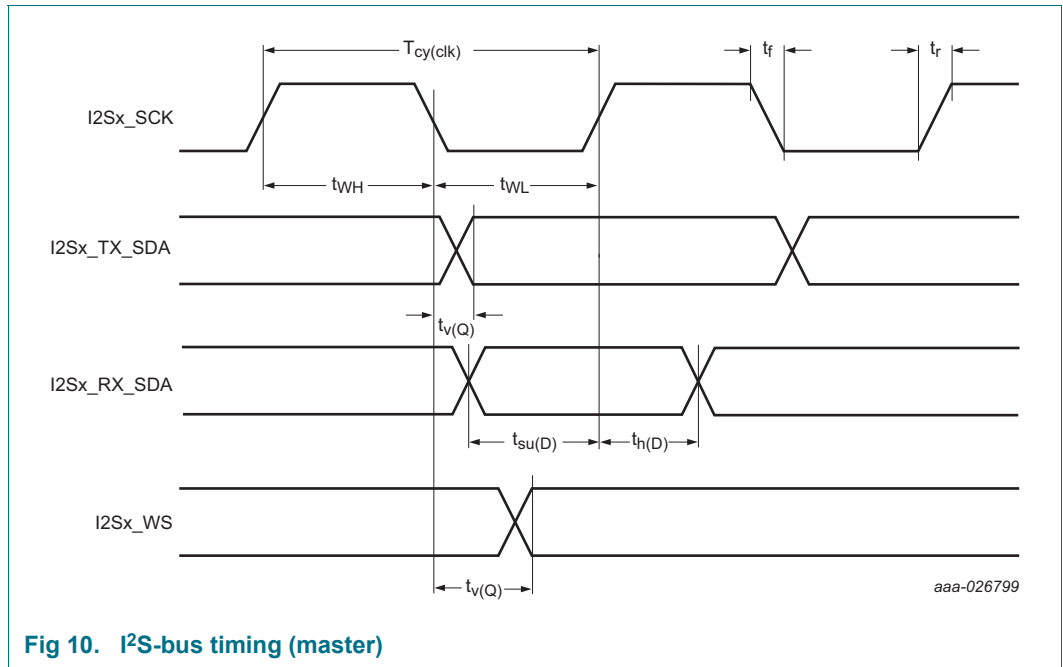 Tcy(clk)
tf
tr
I2Sx_SCK
tWH
tWL
I2Sx_TX_SDA
tv(Q)
I2Sx_RX_SDA
tsu(D)
th(D)
I2Sx_WS
tv(Q)
aaa-026799
Fig 10. I²S-bus timing (master)